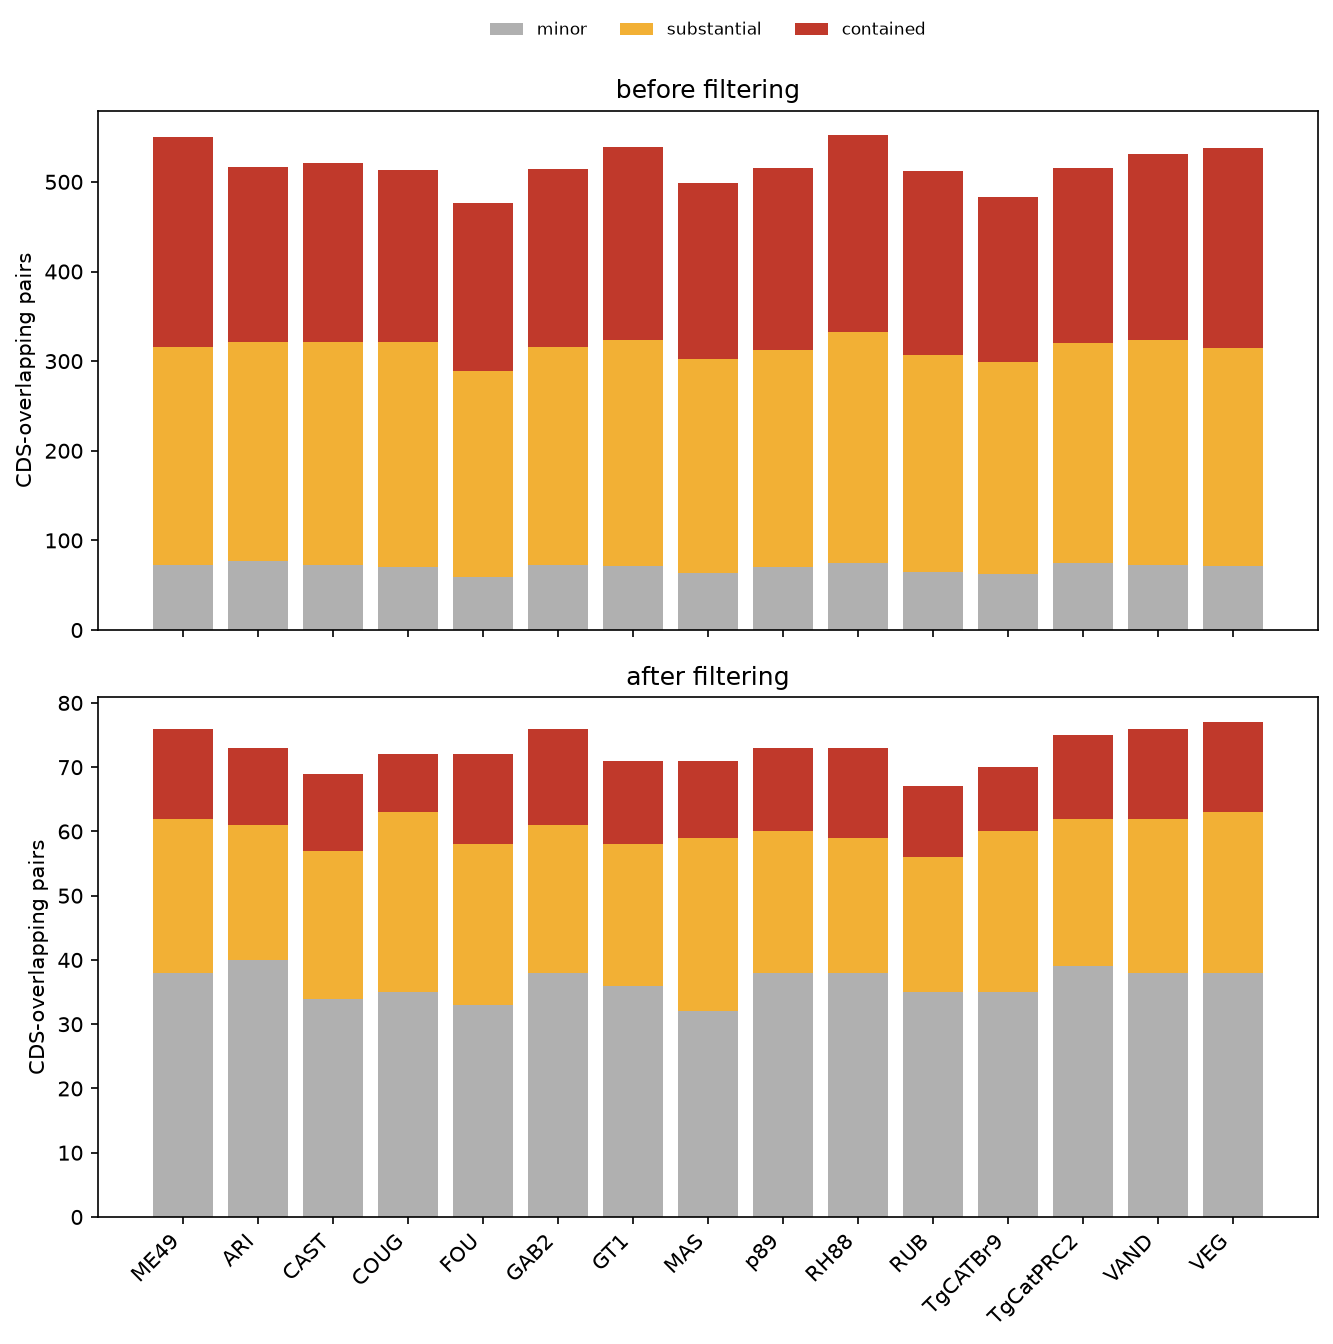 minor substantial contained
before filtering
CDS-overlapping pairs
500
400
300
200
100
0
after filtering
CDS-overlapping pairs
80
70
60
50
40
30
20
10
0
ME49 ARI CAST COUG FOU GAB2 GT1 MAS p89 RH88 RUB TgCATBr9 TgCatPRC2 VAND VEG